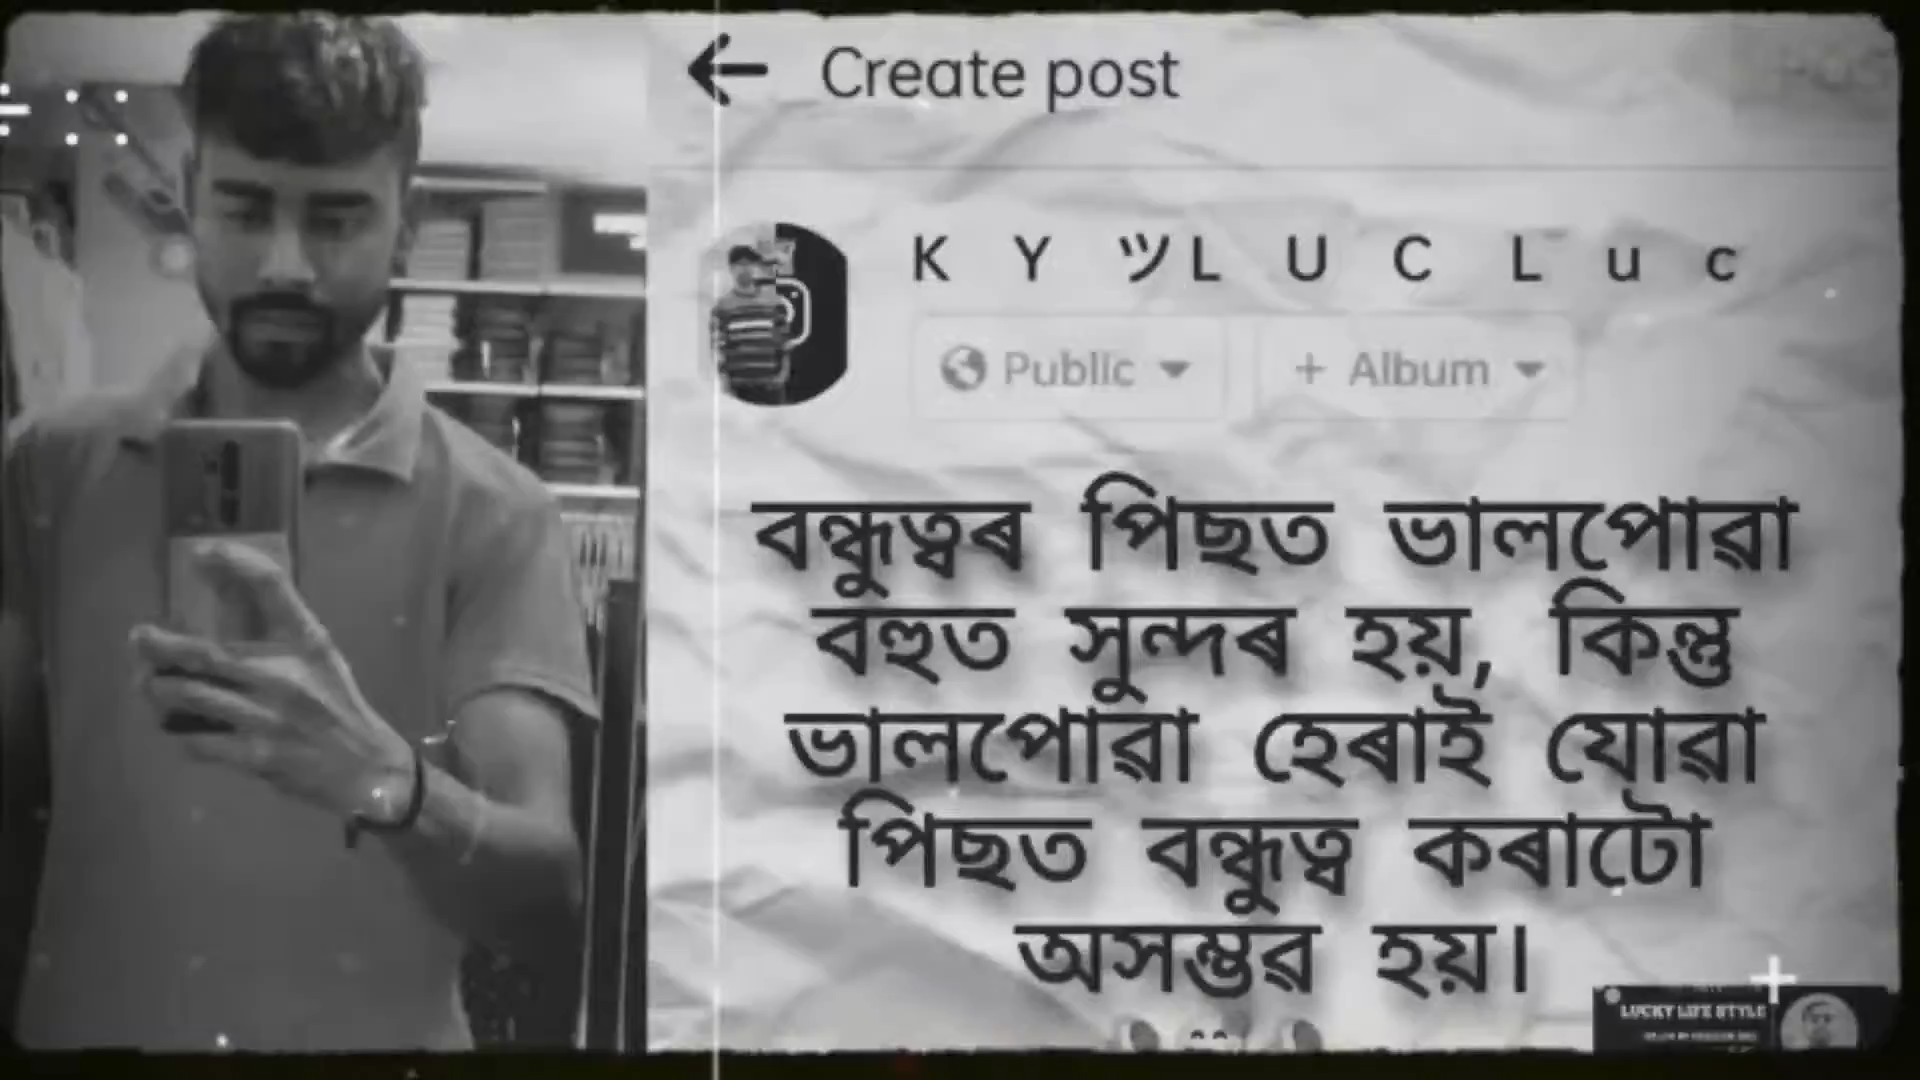 Create post
K Y ツL U C L u c
Public
+ Album
বন্ধুত্বৰ পিছত ভালপোৱা
বহুত সুন্দৰ হয়, কিন্তু
ভালপোৱা হেৰাই যোৱা
পিছত বন্ধুত্ব কৰাটো
অসম্ভৱ হয়।
LUCKY LIFE STYLE